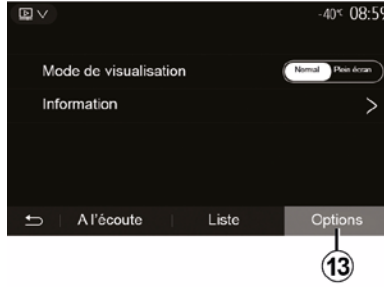 -40°C 08:59
Mode de visualisation Normal Plein écran
Information >
A l'écoute Liste Options
13